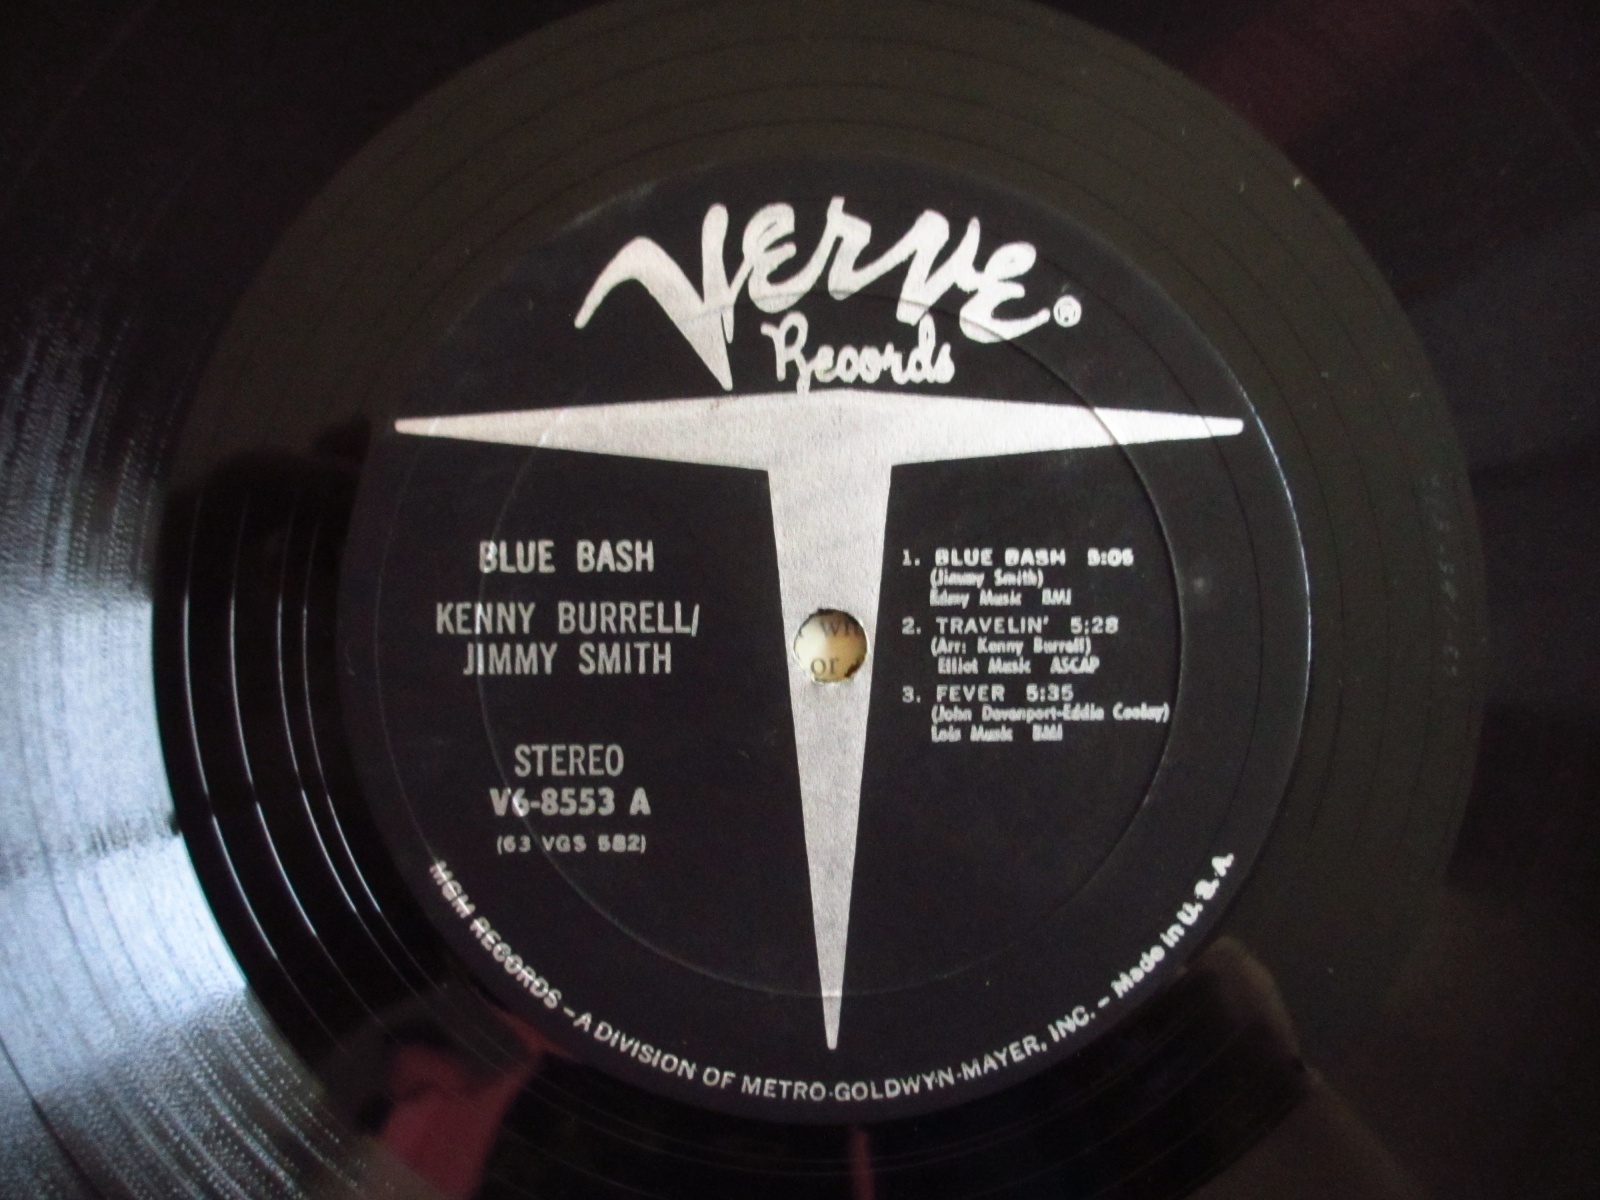 Verve ®
Records
BLUE BASH
KENNY BURRELL/
JIMMY SMITH
STEREO
V6-8553 A
(63 VGS 582)
1. BLUE BASH 5:05
(Jimmy Smith)
Edmy Music BMI
2. TRAVELIN' 5:28
(Arr: Kenny Burrell)
Elliot Music ASCAP
3. FEVER 5:35
(John Davenport-Eddie Cooley)
Lois Music BMI
MGM RECORDS – A DIVISION OF METRO-GOLDWYN-MAYER, INC. – Made in U. S. A.
wh
or